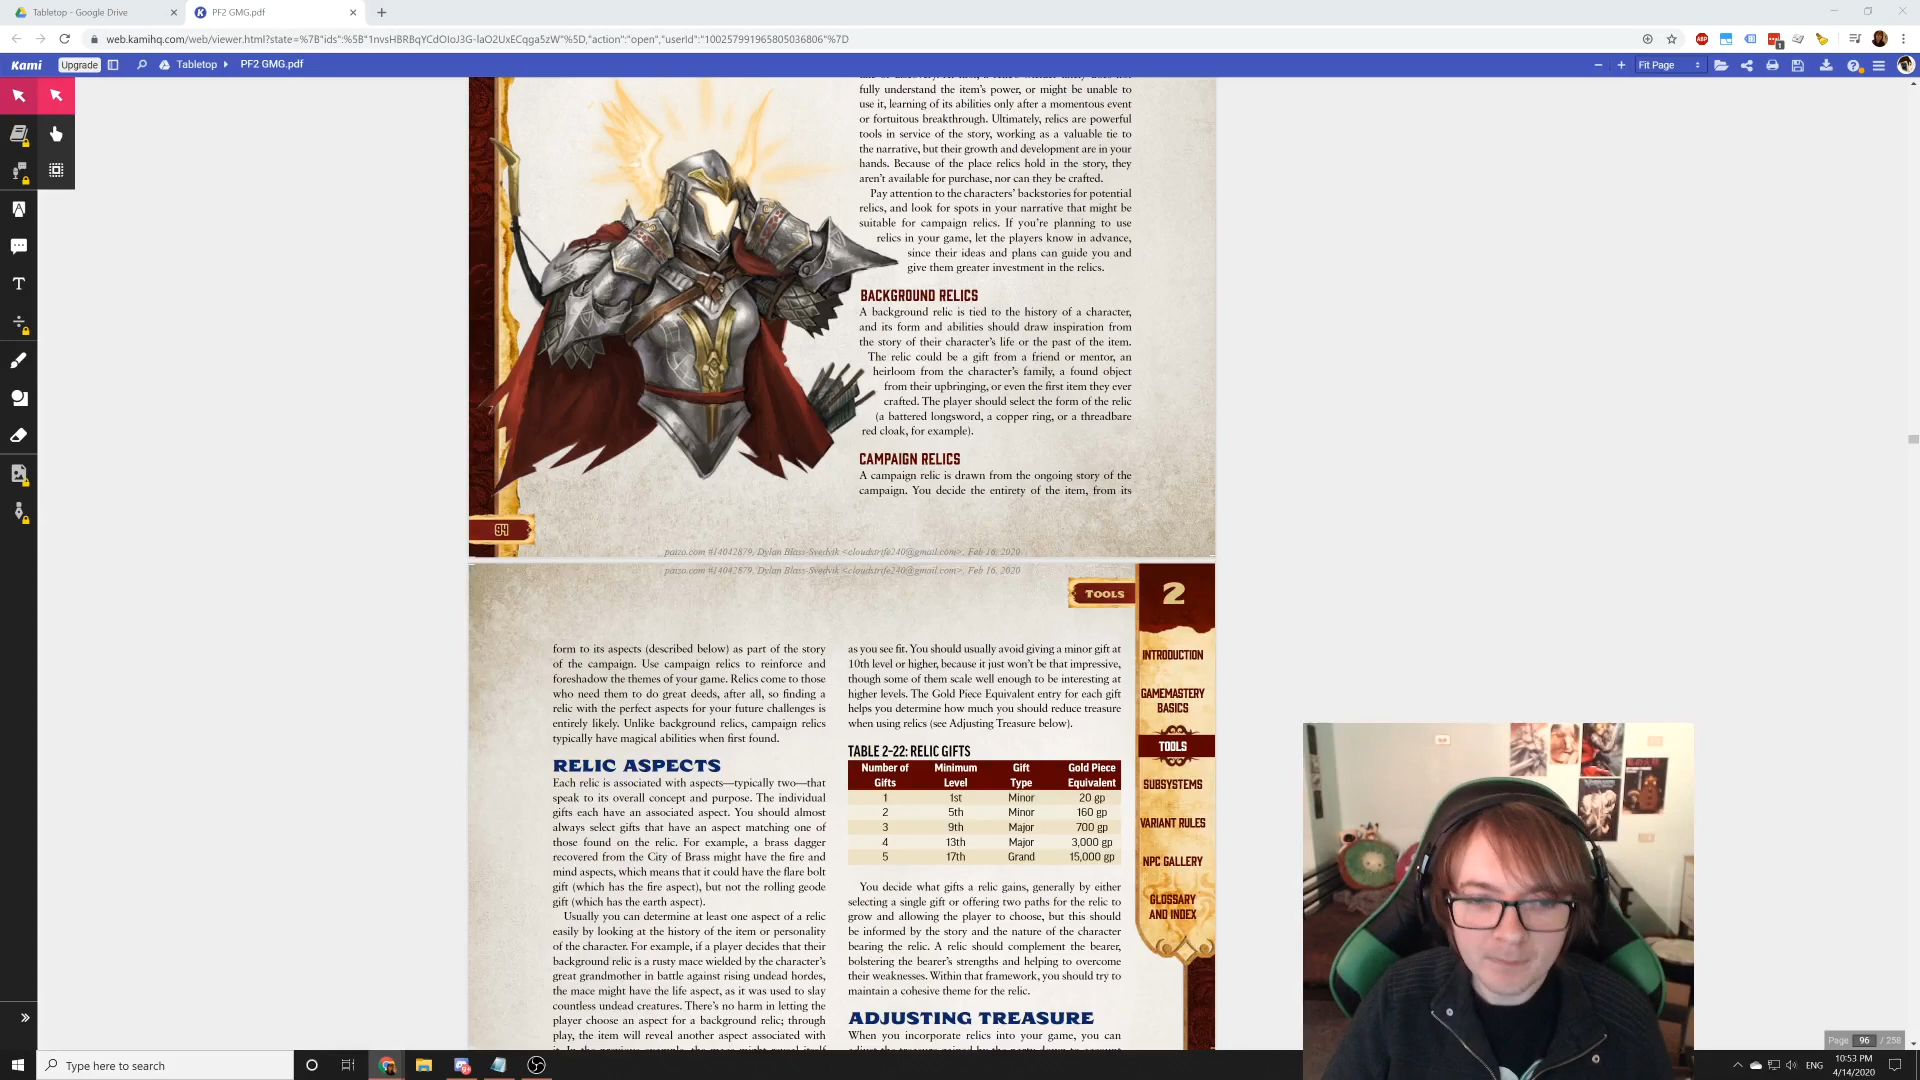 Tabletop - Google Drive
PF2 GMG.pdf
web.kamihq.com/web/viewer.html?state=%7B"ids":%5B"1nvsHBRBqYCdOIoJ3G-laO2UxECqga5zW"%5D,"action":"open","userId":"100257991965805036806"%7D
Kami
Upgrade
Tabletop
PF2 GMG.pdf
Fit Page
fully understand the item's power, or might be unable to
use it, learning of its abilities only after a momentous event
or fortuitous breakthrough. Ultimately, relics are powerful
tools in service of the story, working as a valuable tie to
the narrative, but their growth and development are in your
hands. Because of the place relics hold in the story, they
aren't available for purchase, nor can they be crafted.
Pay attention to the characters' backstories for potential
relics, and look for spots in your narrative that might be
suitable for campaign relics. If you're planning to use
relics in your game, let the players know in advance,
since their ideas and plans can guide you and
give them greater investment in the relics.
BACKGROUND RELICS
A background relic is tied to the history of a character,
and its form and abilities should draw inspiration from
the story of their character's life or the past of the item.
The relic could be a gift from a friend or mentor, an
heirloom from the character's family, a found object
from their upbringing, or even the first item they ever
crafted. The player should select the form of the relic
(a battered longsword, a copper ring, or a threadbare
red cloak, for example).
CAMPAIGN RELICS
A campaign relic is drawn from the ongoing story of the
campaign. You decide the entirety of the item, from its
94
paizo.com #14042879, Dylan Blass-Svedvik <cloudstrife240@gmail.com>, Feb 16, 2020
paizo.com #14042879, Dylan Blass-Svedvik <cloudstrife240@gmail.com>, Feb 16, 2020
TOOLS
2
form to its aspects (described below) as part of the story
of the campaign. Use campaign relics to reinforce and
foreshadow the themes of your game. Relics come to those
who need them to do great deeds, after all, so finding a
relic with the perfect aspects for your future challenges is
entirely likely. Unlike background relics, campaign relics
typically have magical abilities when first found.
RELIC ASPECTS
Each relic is associated with aspects—typically two—that
speak to its overall concept and purpose. The individual
gifts each have an associated aspect. You should almost
always select gifts that have an aspect matching one of
those found on the relic. For example, a brass dagger
recovered from the City of Brass might have the fire and
mind aspects, which means that it could have the flare bolt
gift (which has the fire aspect), but not the rolling geode
gift (which has the earth aspect).
Usually you can determine at least one aspect of a relic
easily by looking at the history of the item or personality
of the character. For example, if a player decides that their
background relic is a rusty mace wielded by the character's
great grandmother in battle against rising undead hordes,
the mace might have the life aspect, as it was used to slay
countless undead creatures. There's no harm in letting the
player choose an aspect for a background relic; through
play, the item will reveal another aspect associated with
as you see fit. You should usually avoid giving a minor gift at
10th level or higher, because it just won't be that impressive,
though some of them scale well enough to be interesting at
higher levels. The Gold Piece Equivalent entry for each gift
helps you determine how much you should reduce treasure
when using relics (see Adjusting Treasure below).
TABLE 2-22: RELIC GIFTS
Number of Minimum Gift Gold Piece
Gifts Level Type Equivalent
1 1st Minor 20 gp
2 5th Minor 160 gp
3 9th Major 700 gp
4 13th Major 3,000 gp
5 17th Grand 15,000 gp
You decide what gifts a relic gains, generally by either
selecting a single gift or offering two paths for the relic to
grow and allowing the player to choose, but this should
be informed by the story and the nature of the character
bearing the relic. A relic should complement the bearer,
bolstering the bearer's strengths and helping to overcome
their weaknesses. Within that framework, you should try to
maintain a cohesive theme for the relic.
ADJUSTING TREASURE
When you incorporate relics into your game, you can
INTRODUCTION
GAMEMASTERY
BASICS
TOOLS
SUBSYSTEMS
VARIANT RULES
NPC GALLERY
GLOSSARY
AND INDEX
Page 96 / 258
Type here to search
ENG
10:53 PM
4/14/2020